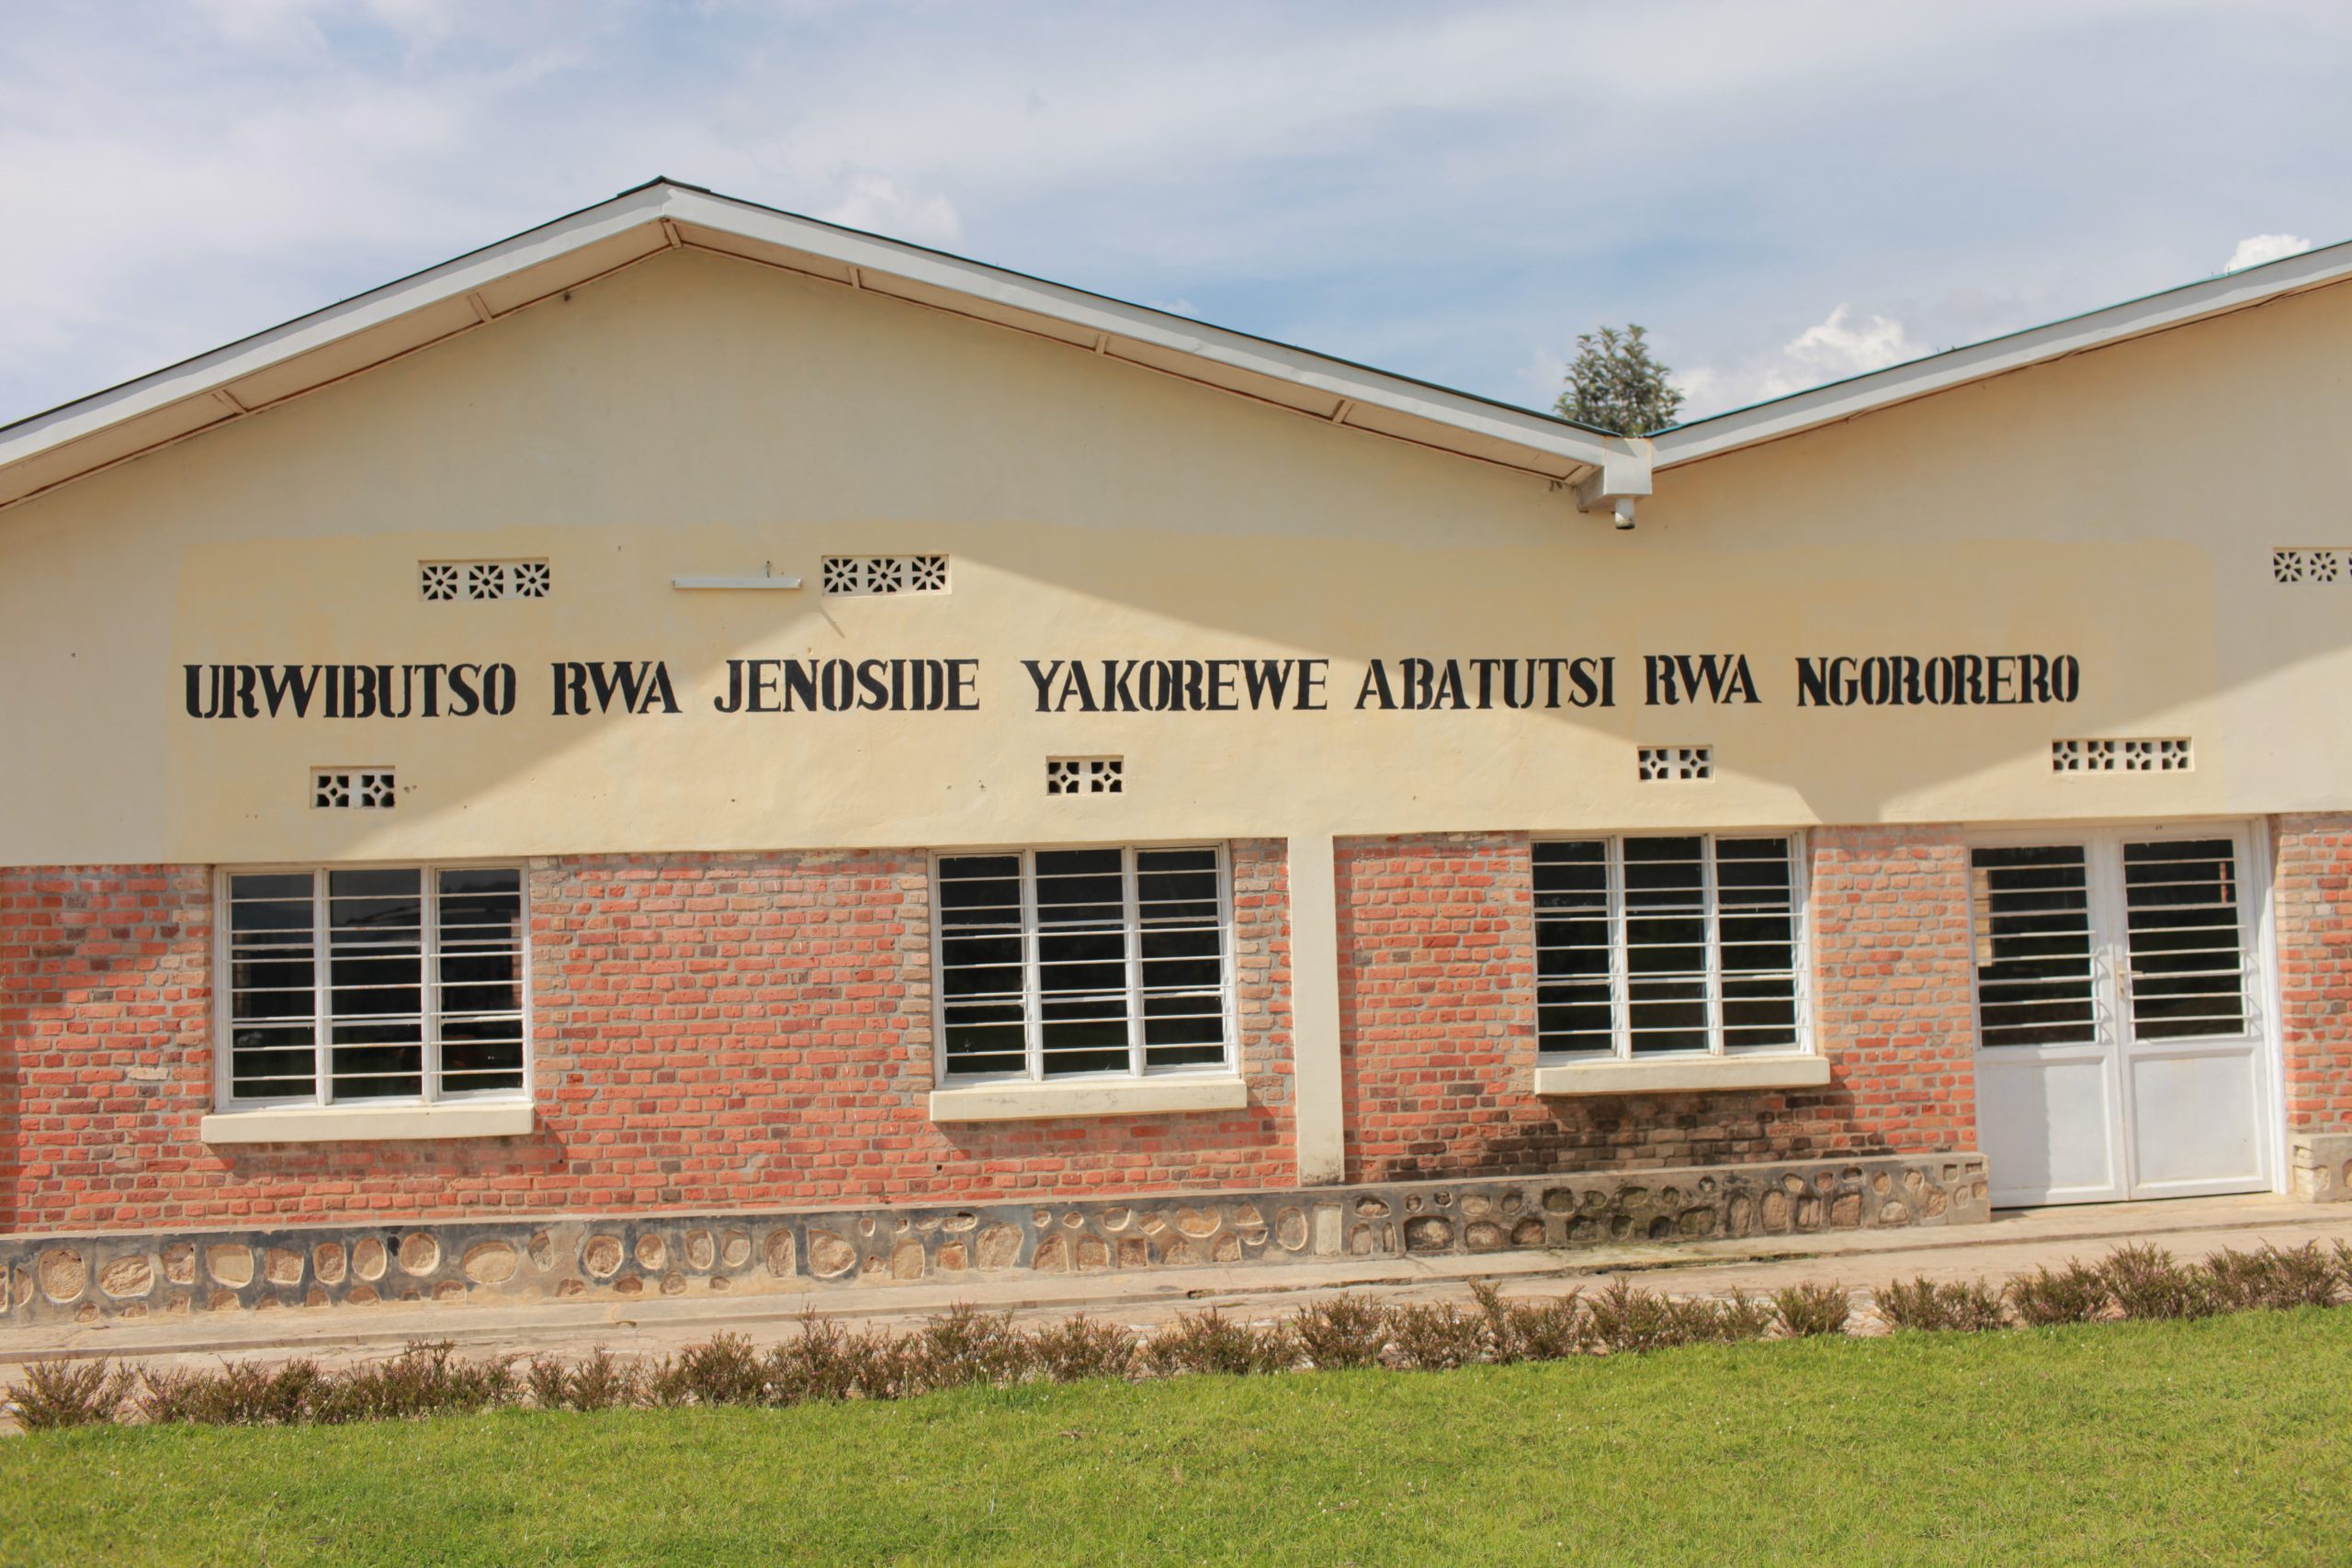 URWIBUTSO RWA JENOSIDE YAKOREWE ABATUTSI RWA NGORORERO